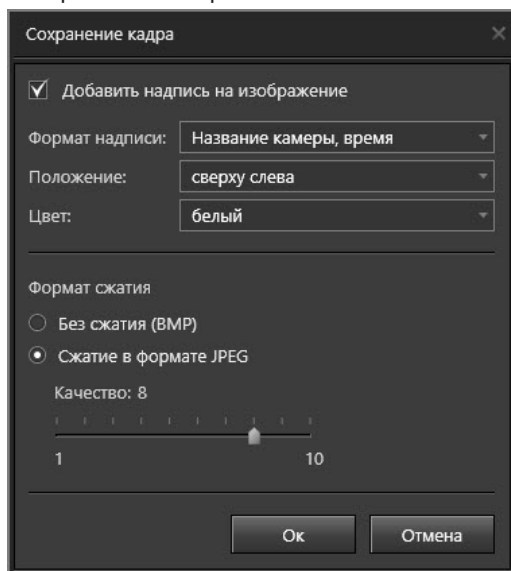 Сохранение кадра
Добавить надпись на изображение
Формат надписи: Название камеры, время
Положение: сверху слева
Цвет: белый
Формат сжатия
Без сжатия (BMP)
Сжатие в формате JPEG
Качество: 8
1 10
Ок Отмена